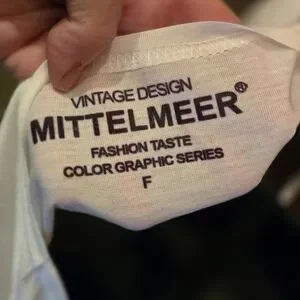 VINTAGE DESIGN
MITTELMEER®
FASHION TASTE
COLOR GRAPHIC SERIES
F